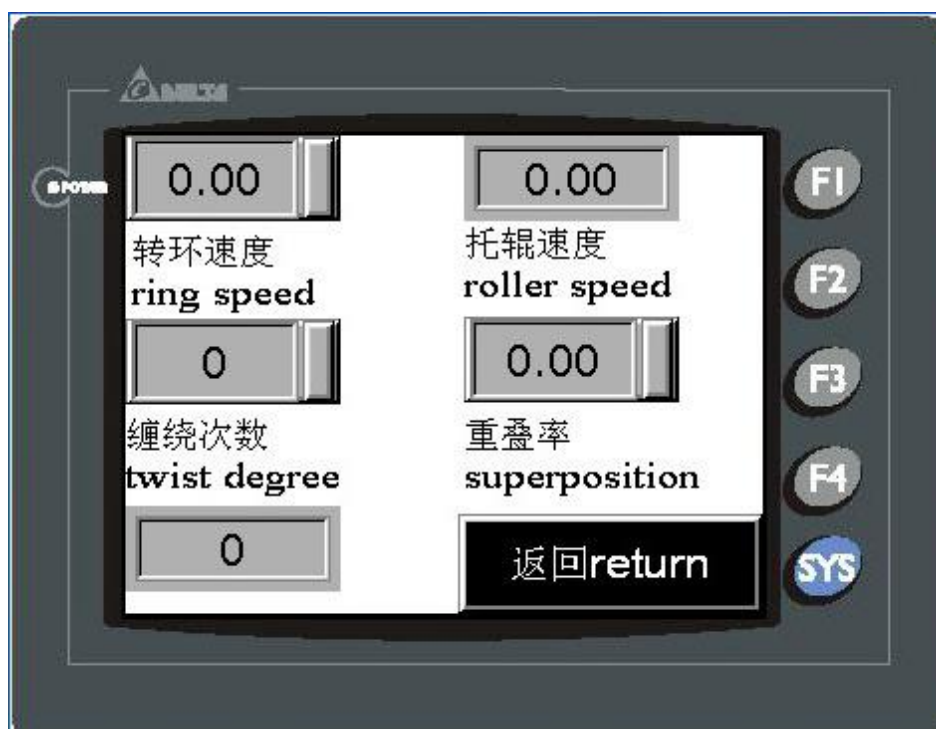 DELTA
POWER
0.00
转环速度
ring speed
0.00
托辊速度
roller speed
0
缠绕次数
twist degree
0.00
重叠率
superposition
0
返回return
F1
F2
F3
F4
SYS